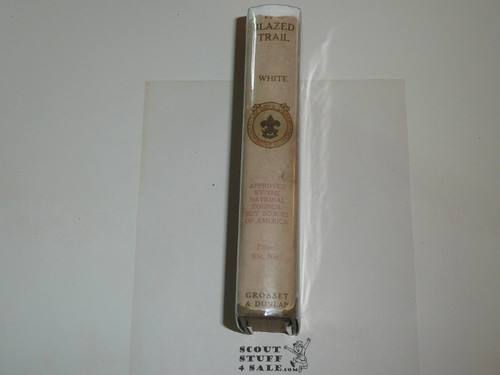 BLAZED
TRAIL
WHITE
APPROVED
BY THE
NATIONAL
COUNCIL
BOY SCOUTS
OF AMERICA
GROSSET
& DUNLAP
SCOUT
STUFF
4 SALE.COM